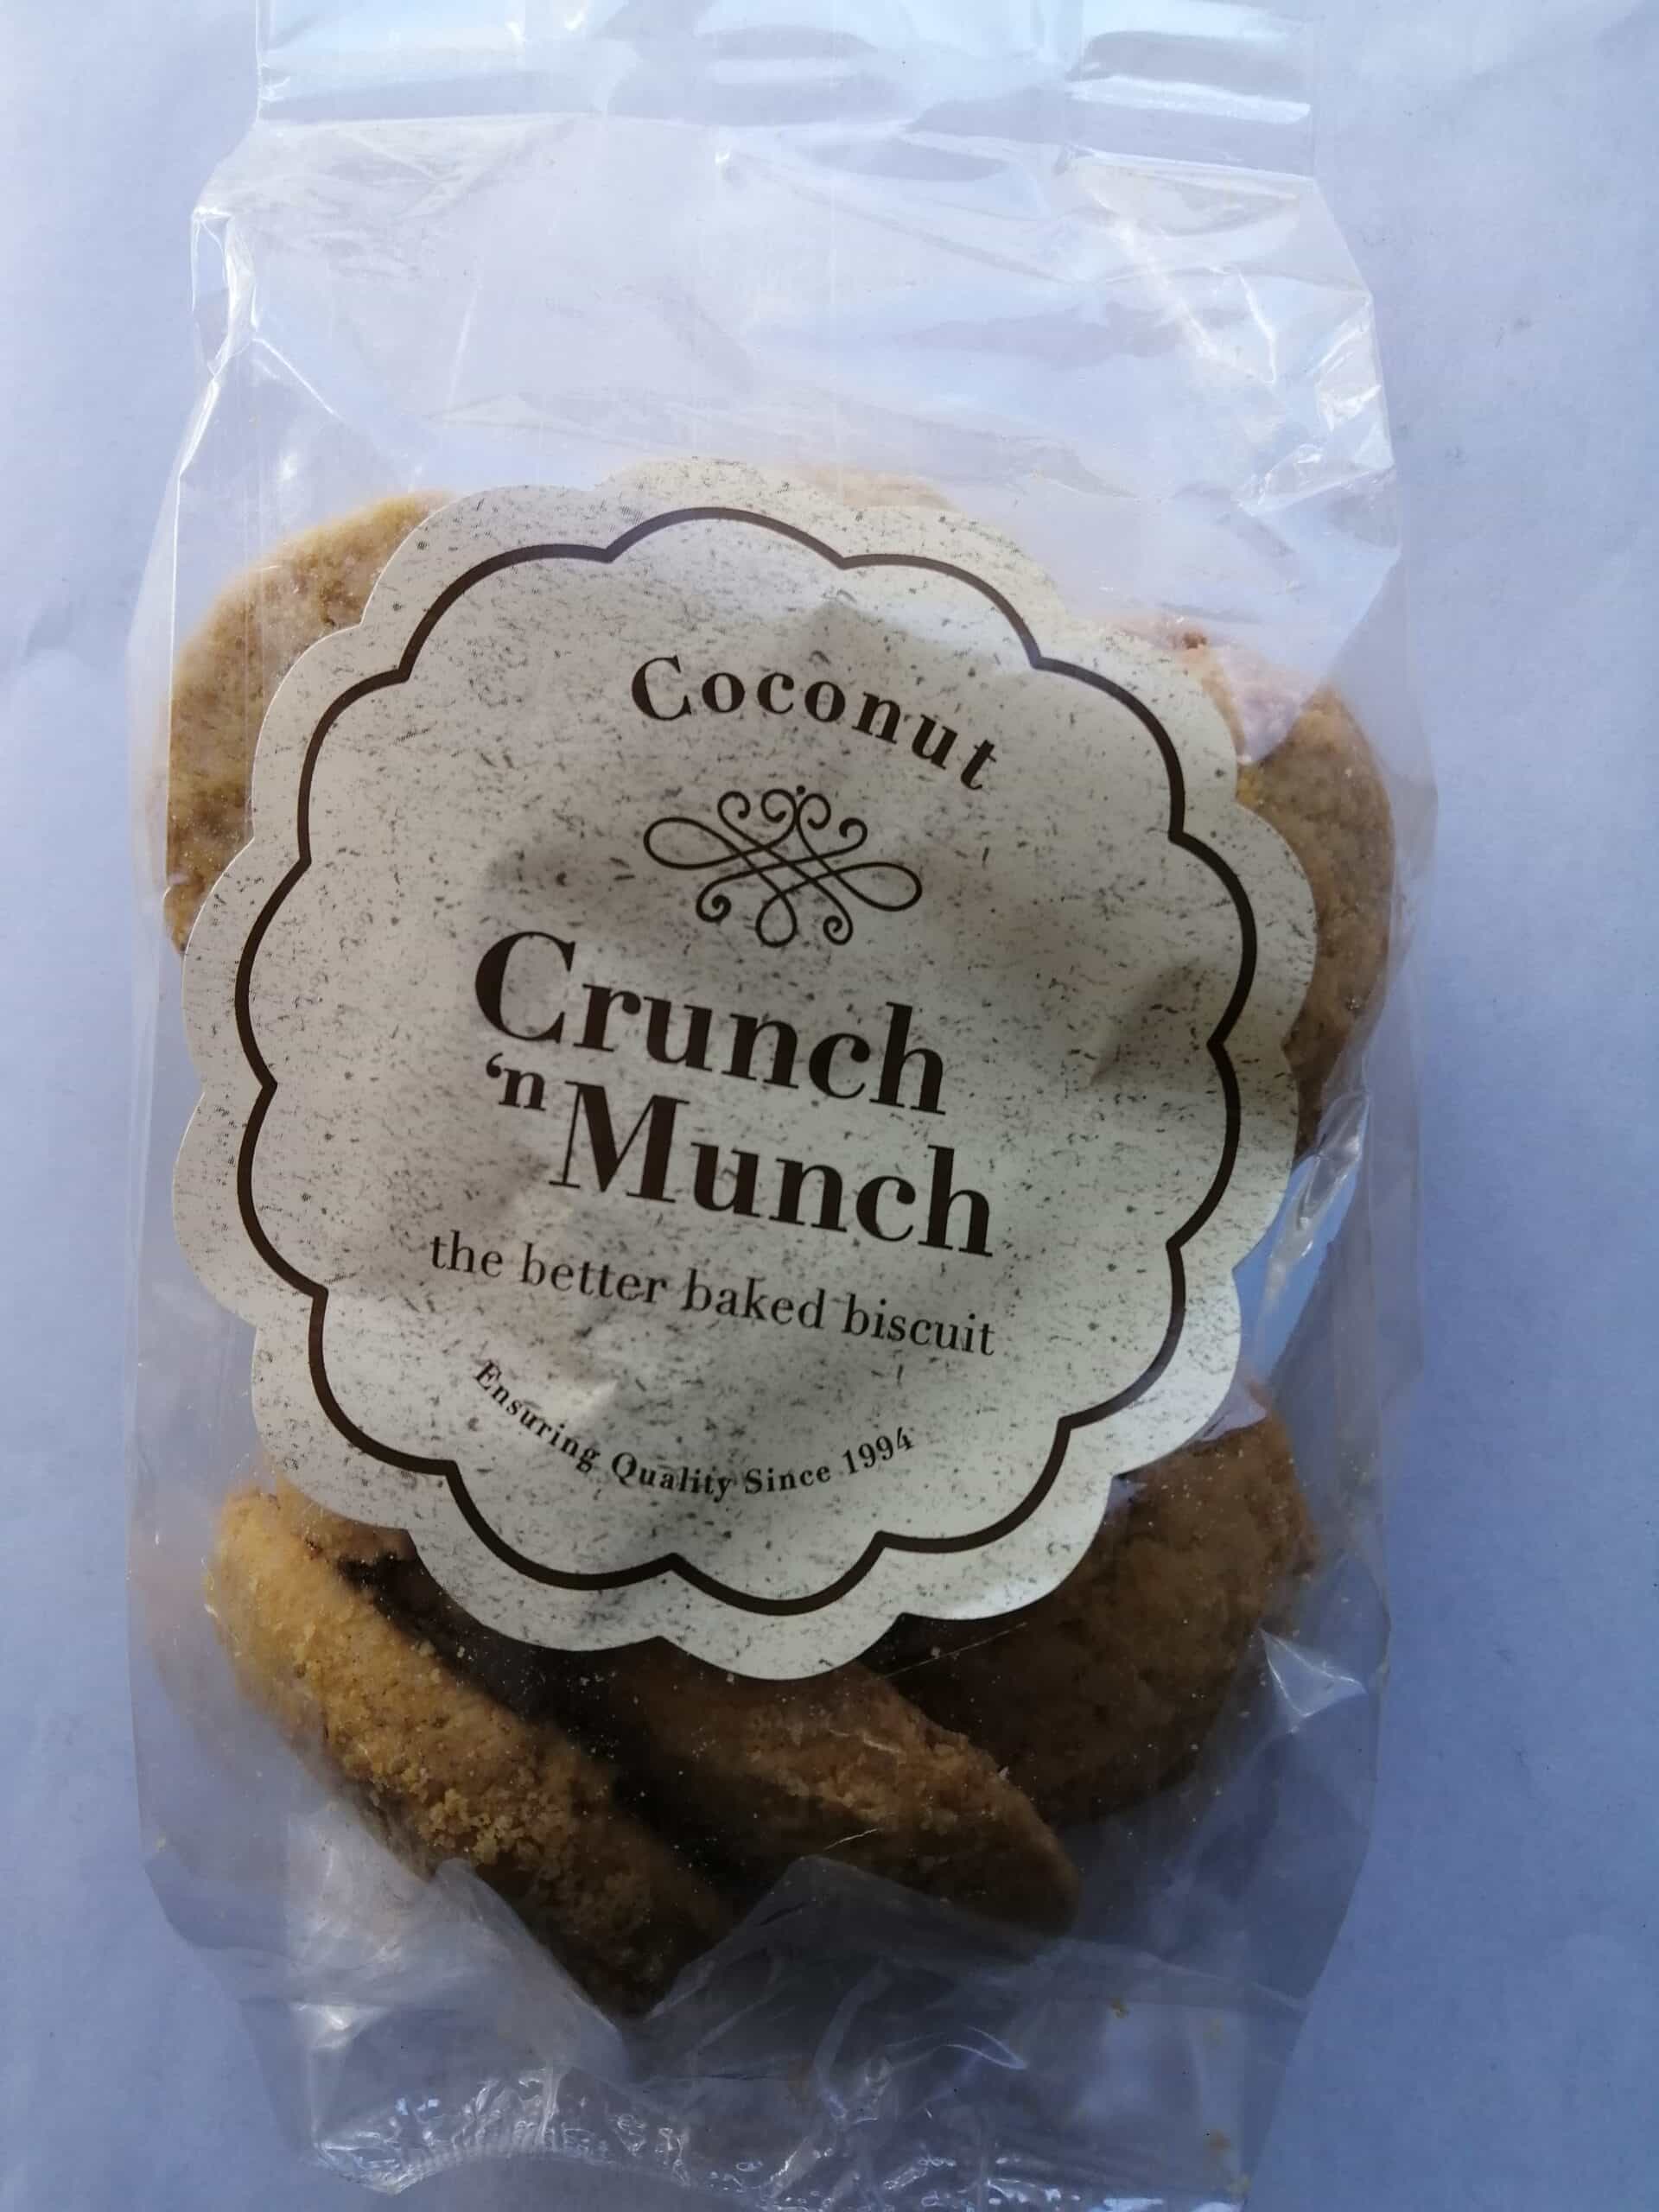 Coconut
Crunch
‘n Munch
the better baked biscuit
Ensuring Quality Since 1994